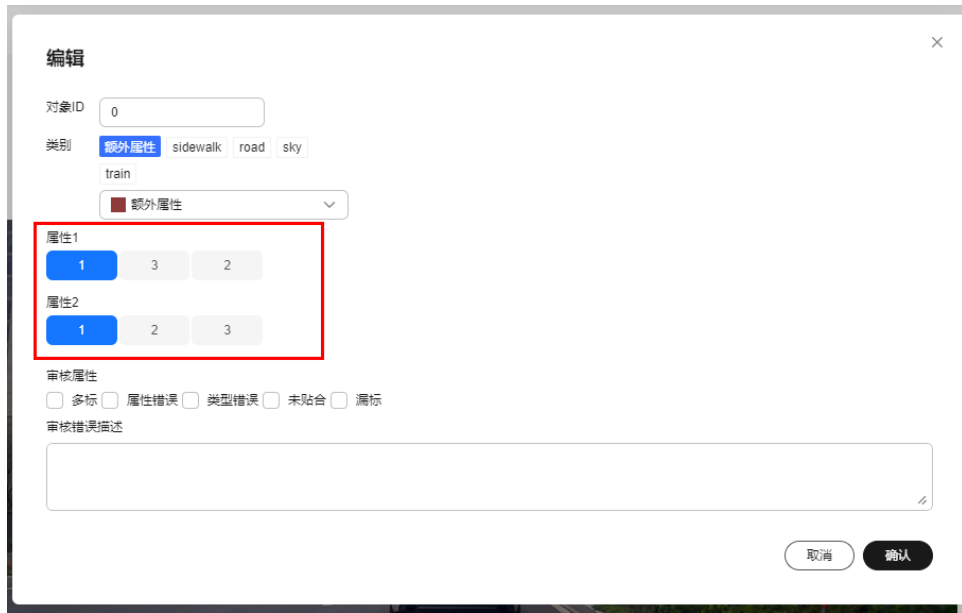 编辑
对象ID 0
类别 额外属性 sidewalk road sky
train
额外属性
属性1
1 3 2
属性2
1 2 3
审核属性
多标 属性错误 类型错误 未贴合 漏标
审核错误描述
取消 确认